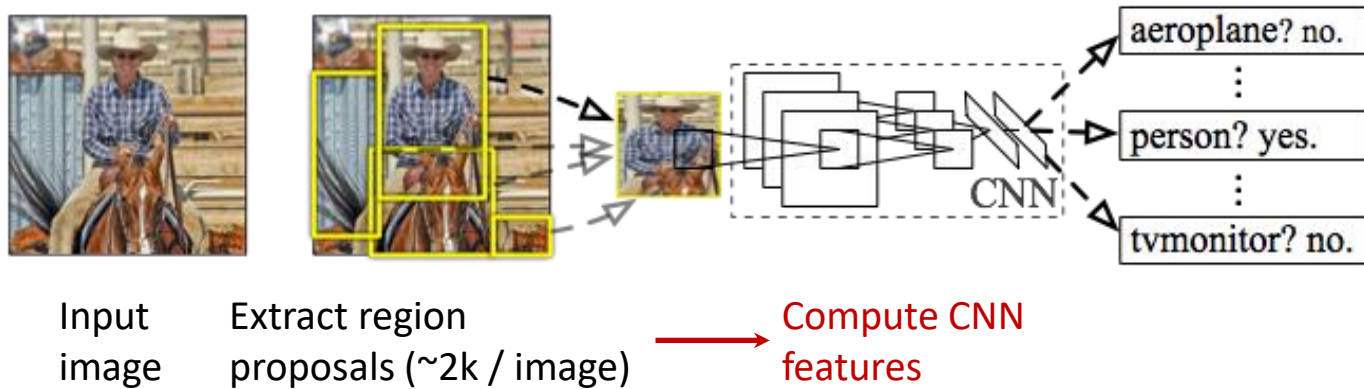 aeroplane? no.
⋮
person? yes.
⋮
CNN
tvmonitor? no.
Input
image
Extract region
proposals (~2k / image)
Compute CNN
features